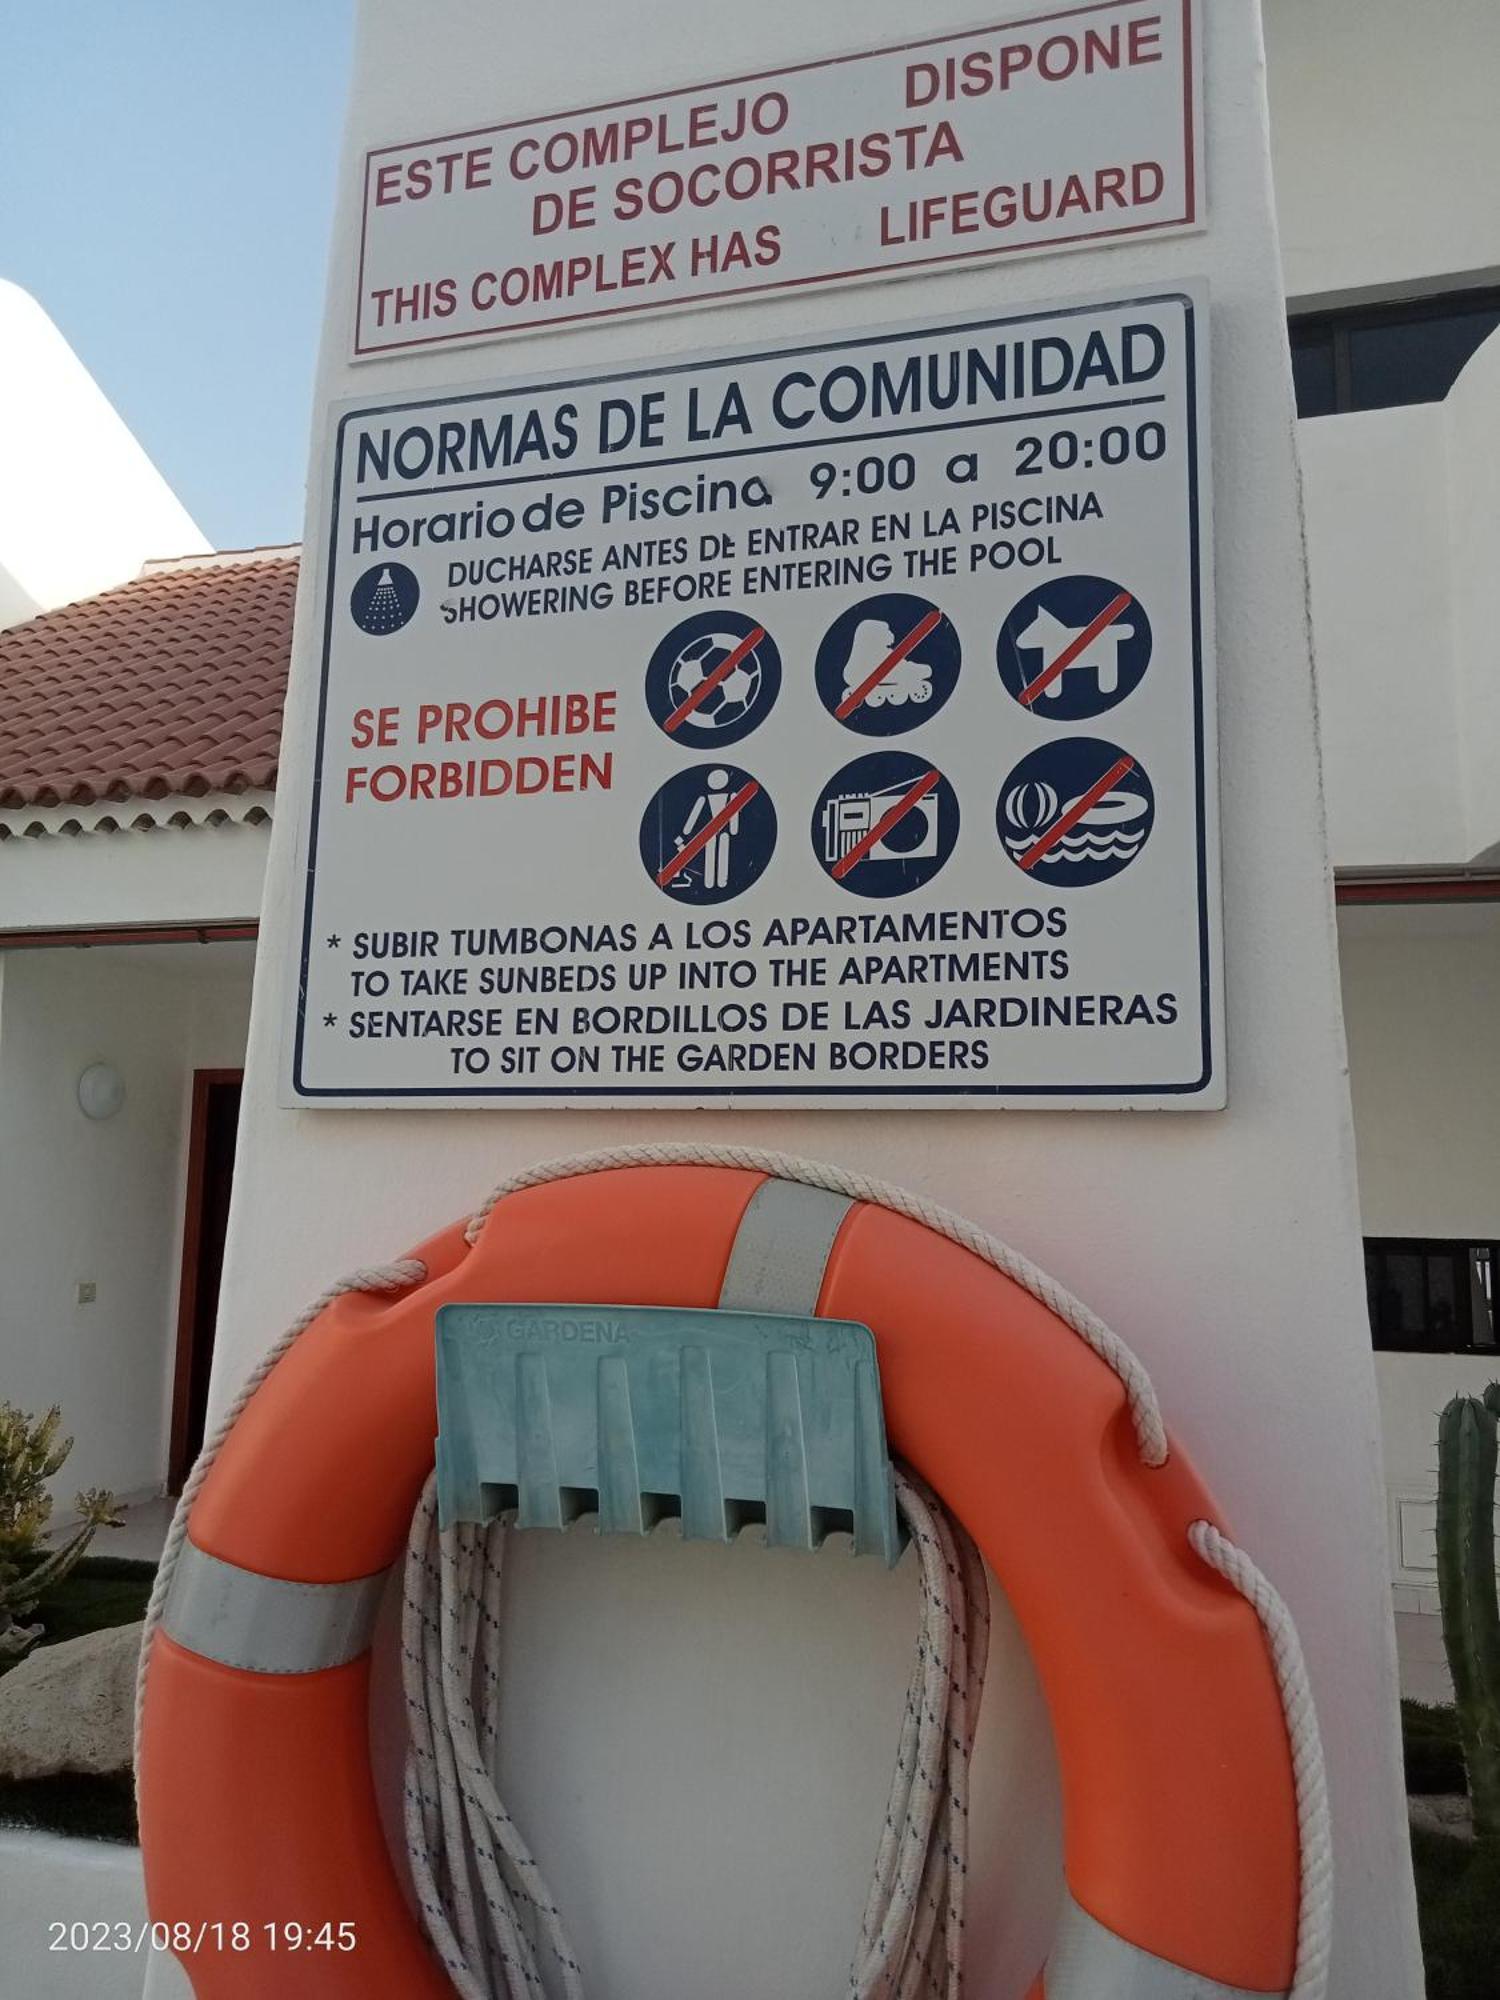 ESTE COMPLEJO DISPONE
DE SOCORRISTA
THIS COMPLEX HAS LIFEGUARD
NORMAS DE LA COMUNIDAD
Horario de Piscina 9:00 a 20:00
DUCHARSE ANTES DE ENTRAR EN LA PISCINA
SHOWERING BEFORE ENTERING THE POOL
SE PROHIBE
FORBIDDEN
* SUBIR TUMBONAS A LOS APARTAMENTOS
TO TAKE SUNBEDS UP INTO THE APARTMENTS
* SENTARSE EN BORDILLOS DE LAS JARDINERAS
TO SIT ON THE GARDEN BORDERS
GARDENA
2023/08/18 19:45